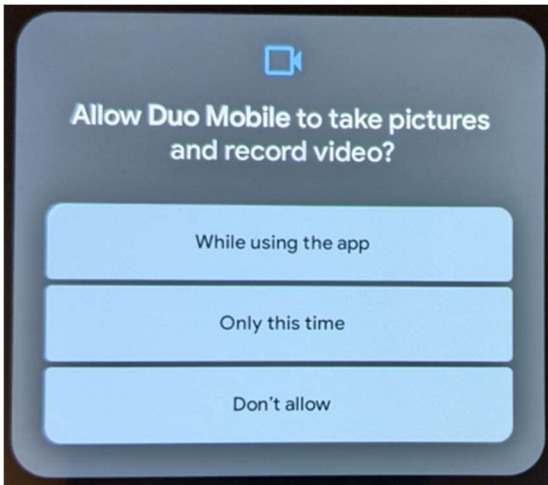 Allow Duo Mobile to take pictures
and record video?
While using the app
Only this time
Don't allow